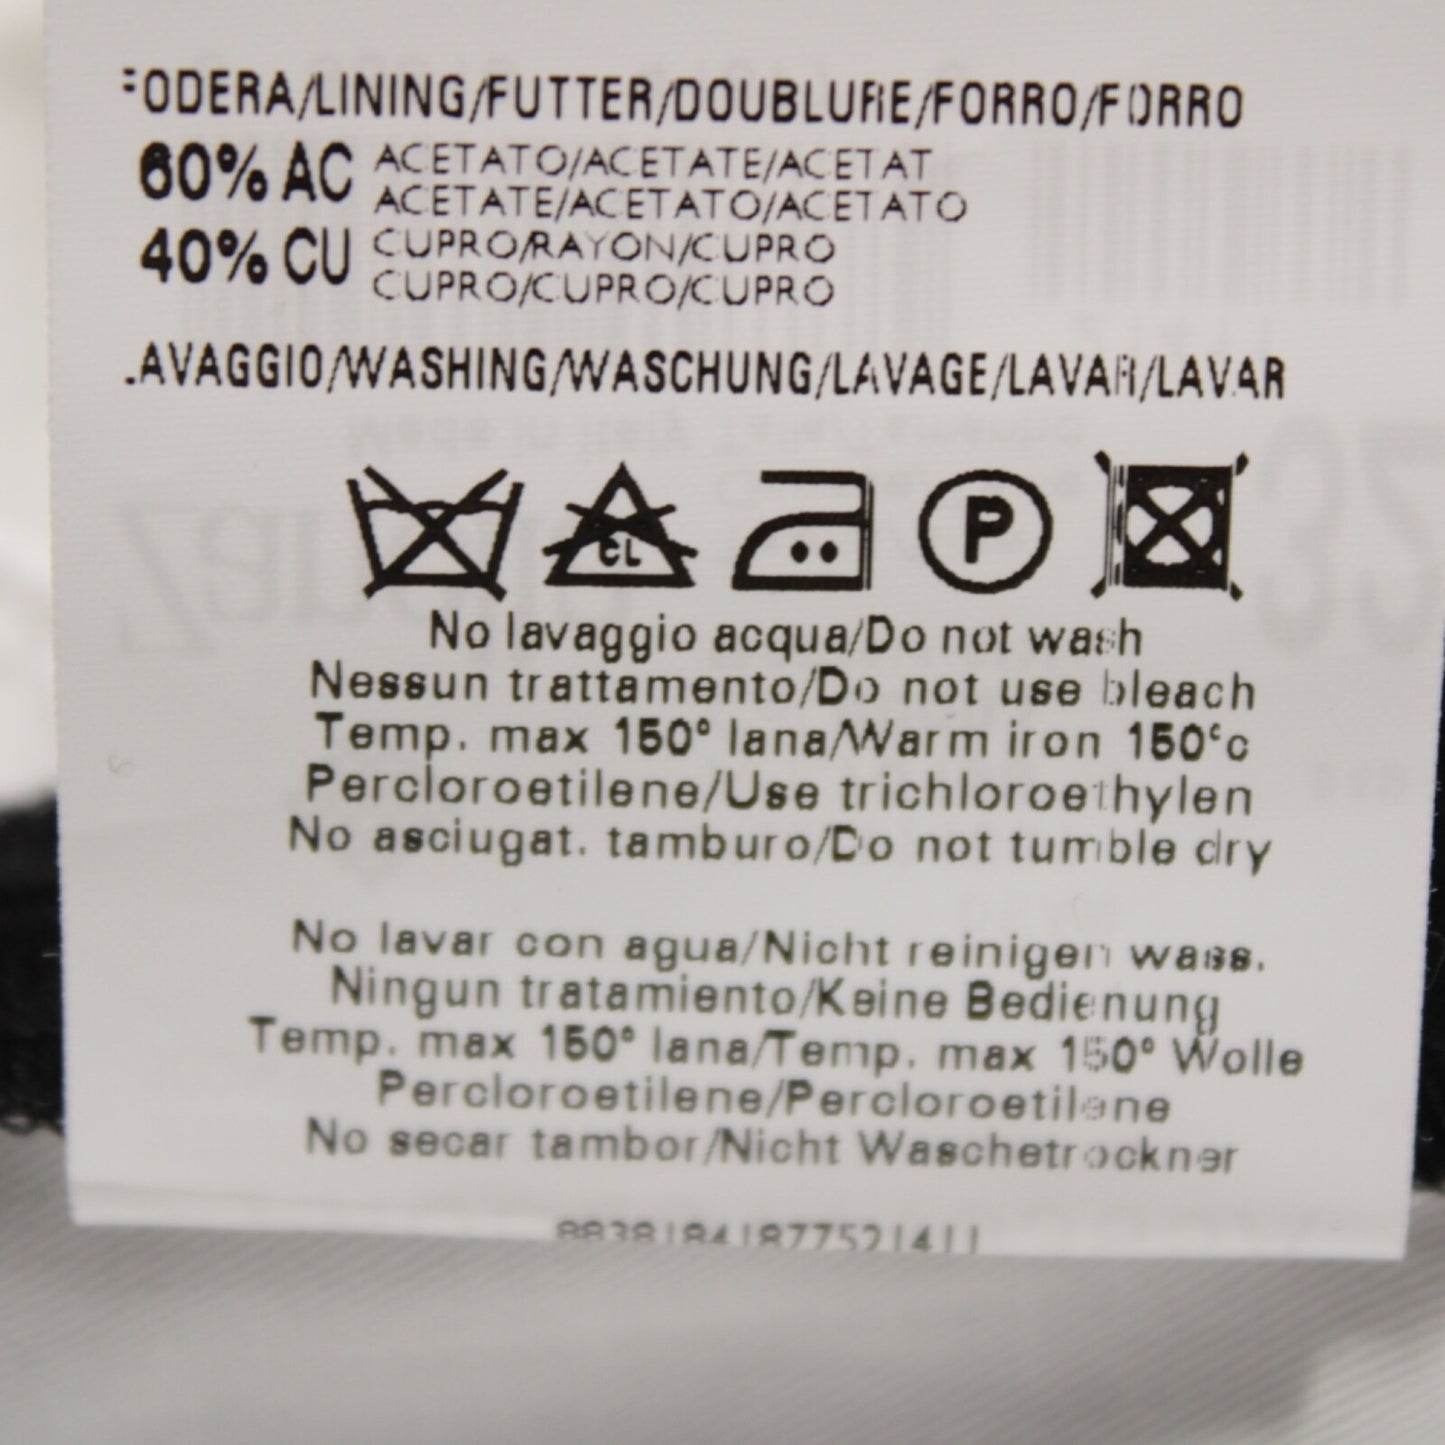 FODERA/LINING/FUTTER/DOUBLURE/FORRO/FORRO
60% AC ACETATO/ACETATE/ACETAT
ACETATE/ACETATO/ACETATO
40% CU CUPRO/RAYON/CUPRO
CUPRO/CUPRO/CUPRO
LAVAGGIO/WASHING/WASCHUNG/LAVAGE/LAVAR/LAVAR
CL P
No lavaggio acqua/Do not wash
Nessun trattamento/Do not use bleach
Temp. max 150° lana/Warm iron 150°c
Percloroetilene/Use trichloroethylen
No asciugat. tamburo/Do not tumble dry
No lavar con agua/Nicht reinigen wass.
Ningun tratamiento/Keine Bedienung
Temp. max 150° lana/Temp. max 150° Wolle
Percloroetilene/Percloroetilene
No secar tambor/Nicht Waschetrockner